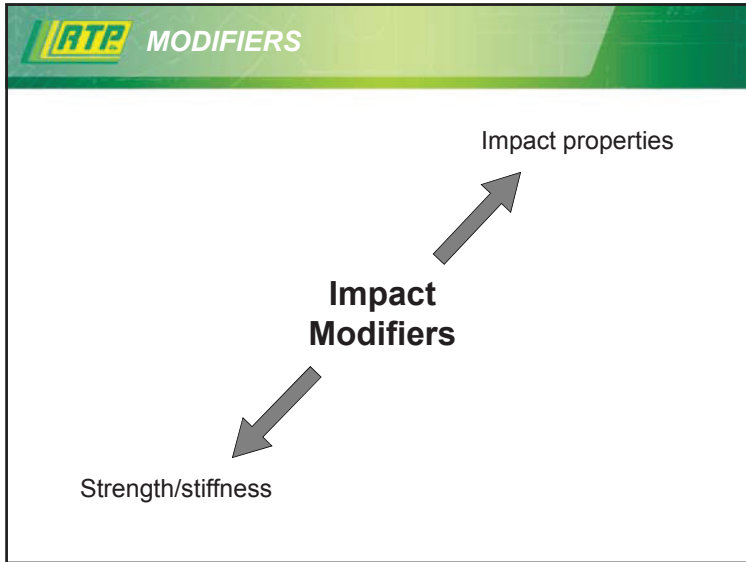 RTP MODIFIERS
Impact properties
Impact
Modifiers
Strength/stiffness